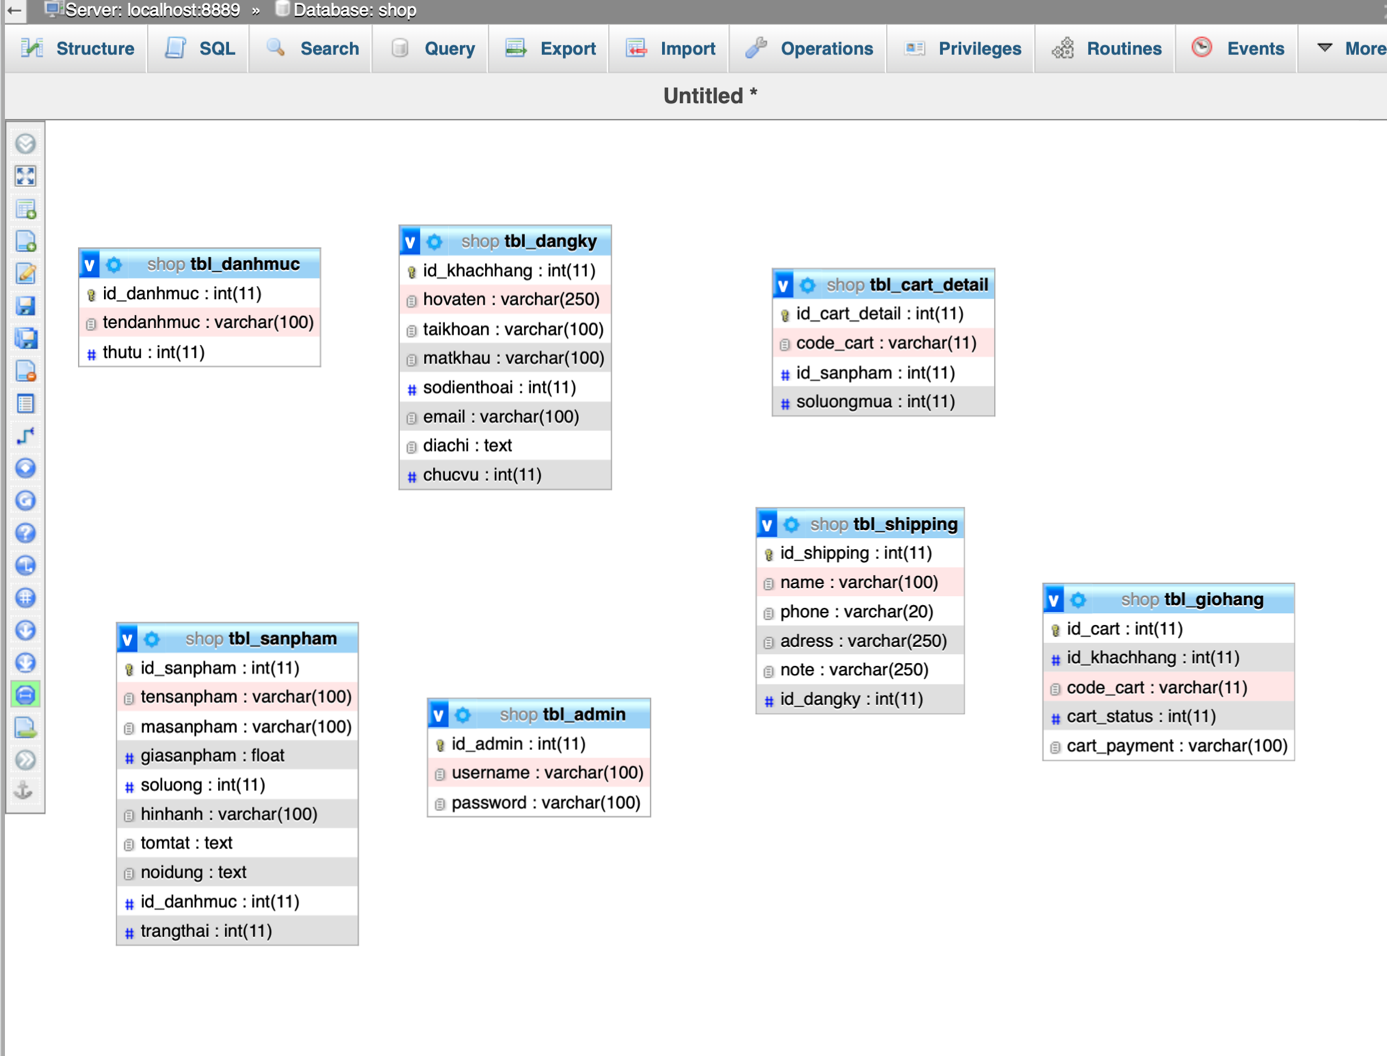 Server: localhost:8889 » Database: shop
Structure SQL Search Query Export Import Operations Privileges Routines Events More
Untitled *
v shop tbl_danhmuc
id_danhmuc : int(11)
tendanhmuc : varchar(100)
# thutu : int(11)
v shop tbl_dangky
id_khachhang : int(11)
hovaten : varchar(250)
taikhoan : varchar(100)
matkhau : varchar(100)
# sodienthoai : int(11)
email : varchar(100)
diachi : text
# chucvu : int(11)
v shop tbl_cart_detail
id_cart_detail : int(11)
code_cart : varchar(11)
# id_sanpham : int(11)
# soluongmua : int(11)
v shop tbl_shipping
id_shipping : int(11)
name : varchar(100)
phone : varchar(20)
adress : varchar(250)
note : varchar(250)
# id_dangky : int(11)
v shop tbl_giohang
id_cart : int(11)
# id_khachhang : int(11)
code_cart : varchar(11)
# cart_status : int(11)
cart_payment : varchar(100)
v shop tbl_sanpham
id_sanpham : int(11)
tensanpham : varchar(100)
masanpham : varchar(100)
# giasanpham : float
# soluong : int(11)
hinhanh : varchar(100)
tomtat : text
noidung : text
# id_danhmuc : int(11)
# trangthai : int(11)
v shop tbl_admin
id_admin : int(11)
username : varchar(100)
password : varchar(100)